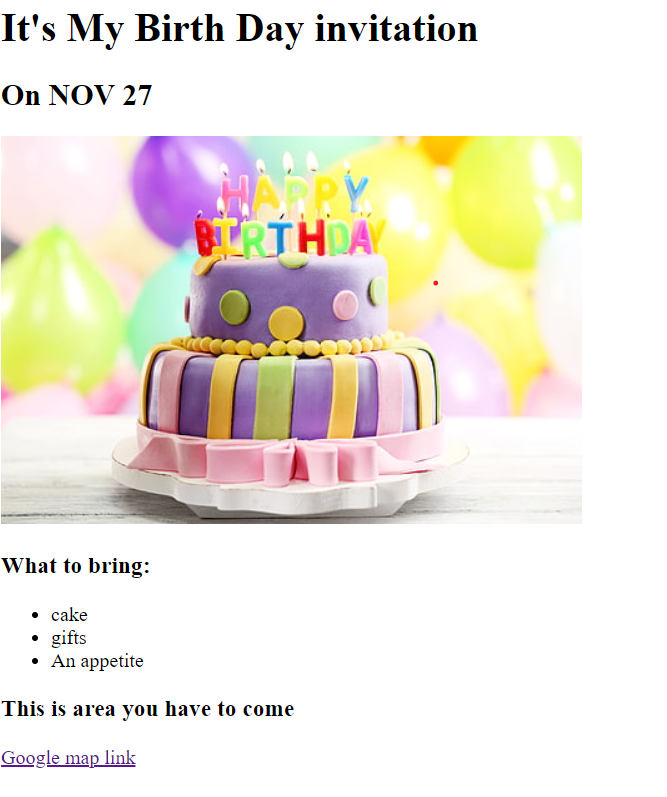 It's My Birth Day invitation
On NOV 27
HAPPY
BIRTHDAY
What to bring:
cake
gifts
An appetite
This is area you have to come
Google map link